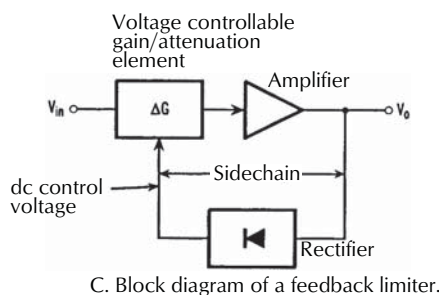 Voltage controllable
gain/attenuation
element
Amplifier
Vin
ΔG
Vo
Sidechain
dc control
voltage
Rectifier
C. Block diagram of a feedback limiter.